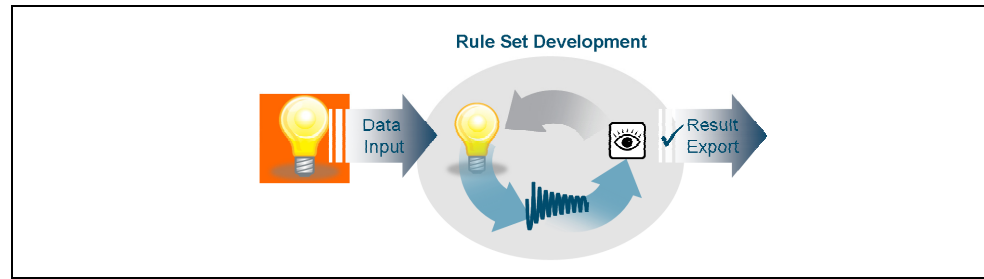 Rule Set Development
Data
Input
Result
Export